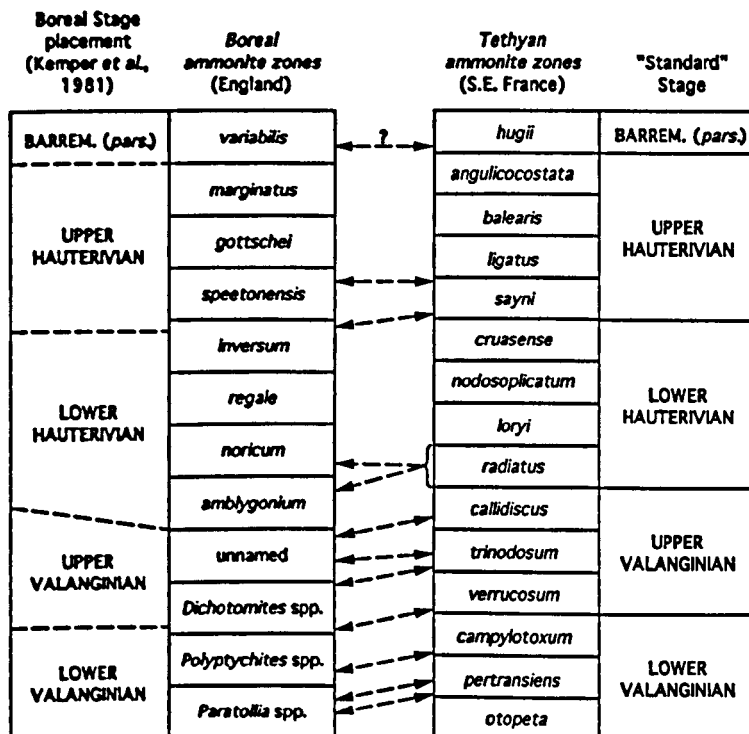 Boreal Stage
placement
(Kemper et al.,
1981)
Boreal
ammonite zones
(England)
Tethyan
ammonite zones
(S.E. France)
"Standard"
Stage
BARREM. (pars.)
UPPER
HAUTERIVIAN
LOWER
HAUTERIVIAN
UPPER
VALANGINIAN
LOWER
VALANGINIAN
variabilis
marginatus
gottschei
speetonensis
inversum
regale
noricum
amblygonium
unnamed
Dichotomites spp.
Polyptychites spp.
Paratollia spp.
?
hugii
angulicocostata
balearis
ligatus
sayni
cruasense
nodosoplicatum
loryi
radiatus
callidiscus
trinodosum
verrucosum
campylotoxum
pertransiens
otopeta
BARREM. (pars.)
UPPER
HAUTERIVIAN
LOWER
HAUTERIVIAN
UPPER
VALANGINIAN
LOWER
VALANGINIAN